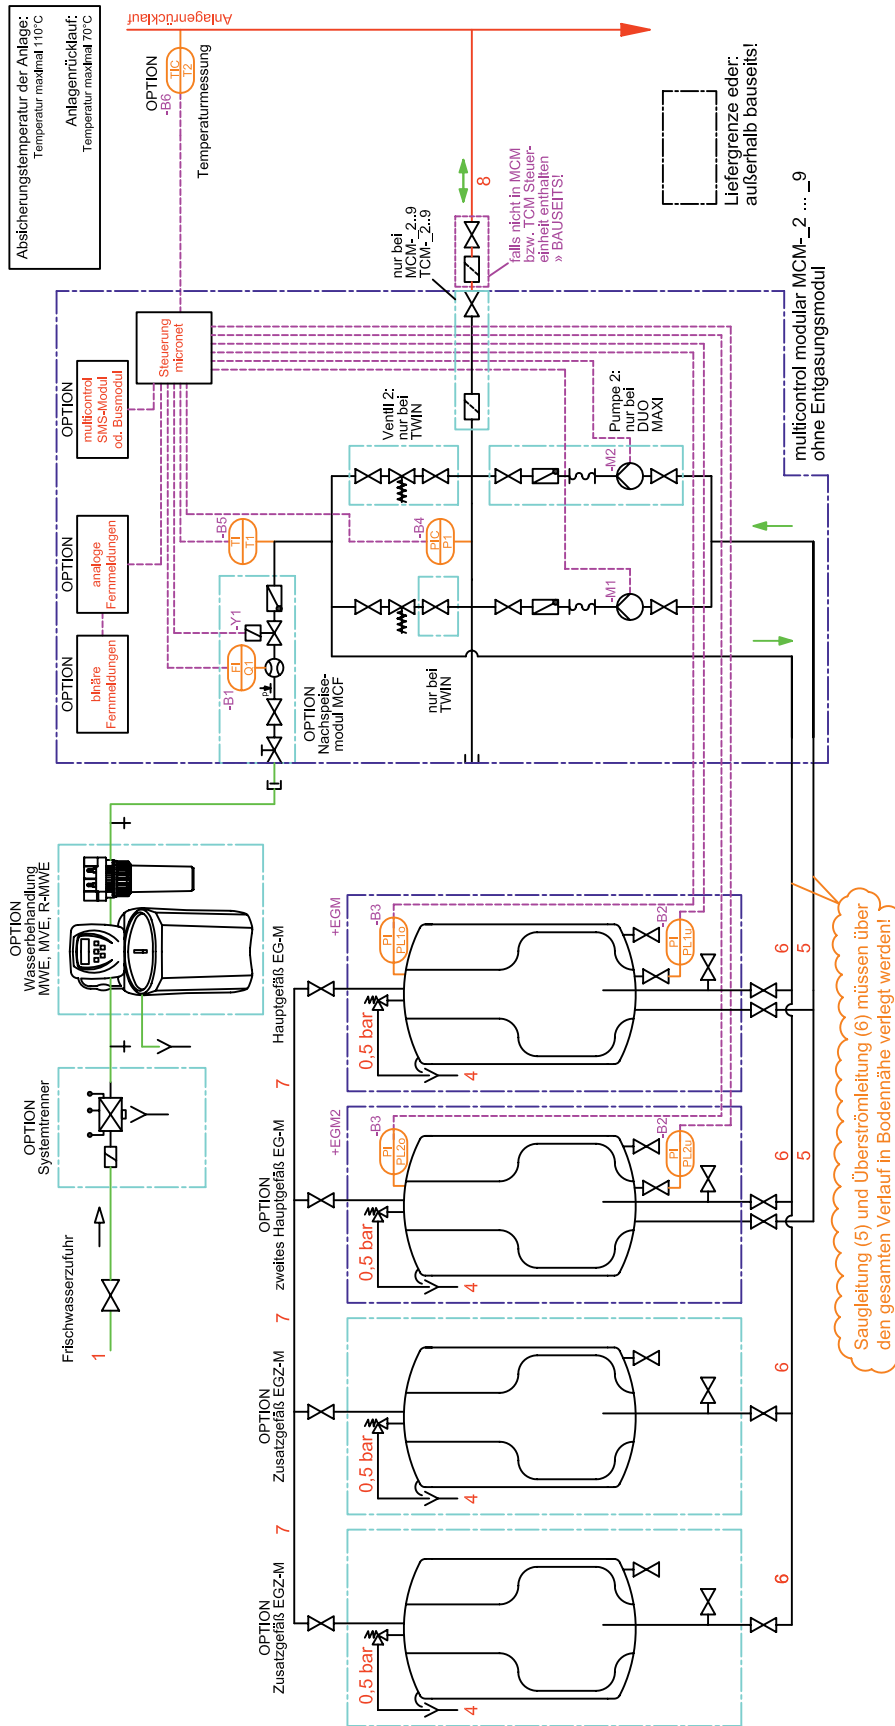 Absicherungstemperatur der Anlage:
Temperatur maximal 110°C
Anlagenrücklauf:
Temperatur maximal 70°C
Anlagenrücklauf
TIC
T2
OPTION
-B6
Temperaturmessung
Liefergrenze eder:
außerhalb bauseits!
8
falls nicht in MCM
bzw. TCM Steuer-
einheit enthalten
» BAUSEITS!
nur bei
MCM-_2..9
TCM-_2..9
multicontrol modular MCM-_2 ... _9
ohne Entgasungsmodul
Steuerung
micronet
OPTION
multicontrol
SMS-Modul
od. Busmodul
OPTION
analoge
Fernmeldungen
OPTION
binäre
Fernmeldungen
Ventil 2:
nur bei
TWIN
Pumpe 2:
nur bei
DUO
MAXI
-M2
-M1
-B5
TI
T1
-B4
PIC
P1
-Y1
-B1
FI
Q1
OPTION
Nachspeise-
modul MCF
nur bei
TWIN
OPTION
Wasserbehandlung
MWE, MVE, R-MWE
OPTION
Systemtrenner
Frischwasserzufuhr
1
Hauptgefäß EG-M
+EGM
-B3
PI
PL1o
-B2
PI
PL1u
0,5 bar
4
7
6
5
OPTION
zweites Hauptgefäß EG-M
+EGM2
-B3
PI
PL2o
-B2
PI
PL2u
0,5 bar
4
7
6
5
OPTION
Zusatzgefäß EGZ-M
0,5 bar
4
7
6
OPTION
Zusatzgefäß EGZ-M
0,5 bar
4
6
Saugleitung (5) und Überströmleitung (6) müssen über
den gesamten Verlauf in Bodennähe verlegt werden!